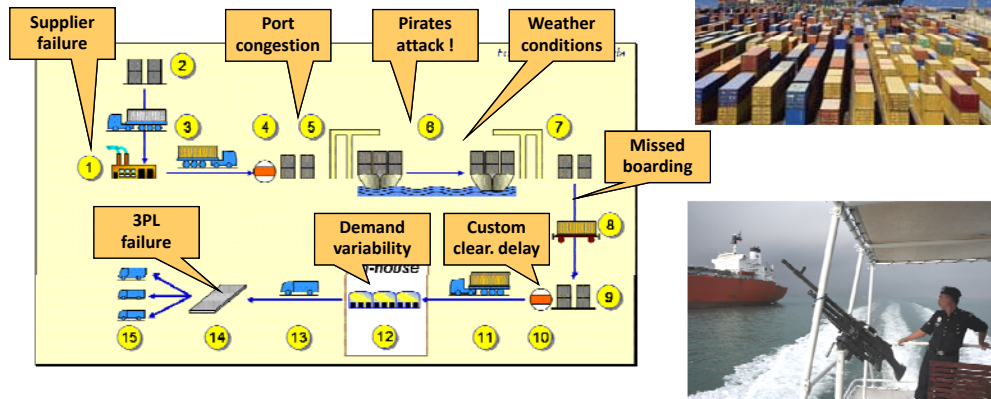 Supplier
failure
Port
congestion
Pirates
attack !
Weather
conditions
2
3
4
5
6
7
1
Missed
boarding
3PL
failure
Demand
variability
Custom
clear. delay
8
-house
9
15
14
13
12
11
10